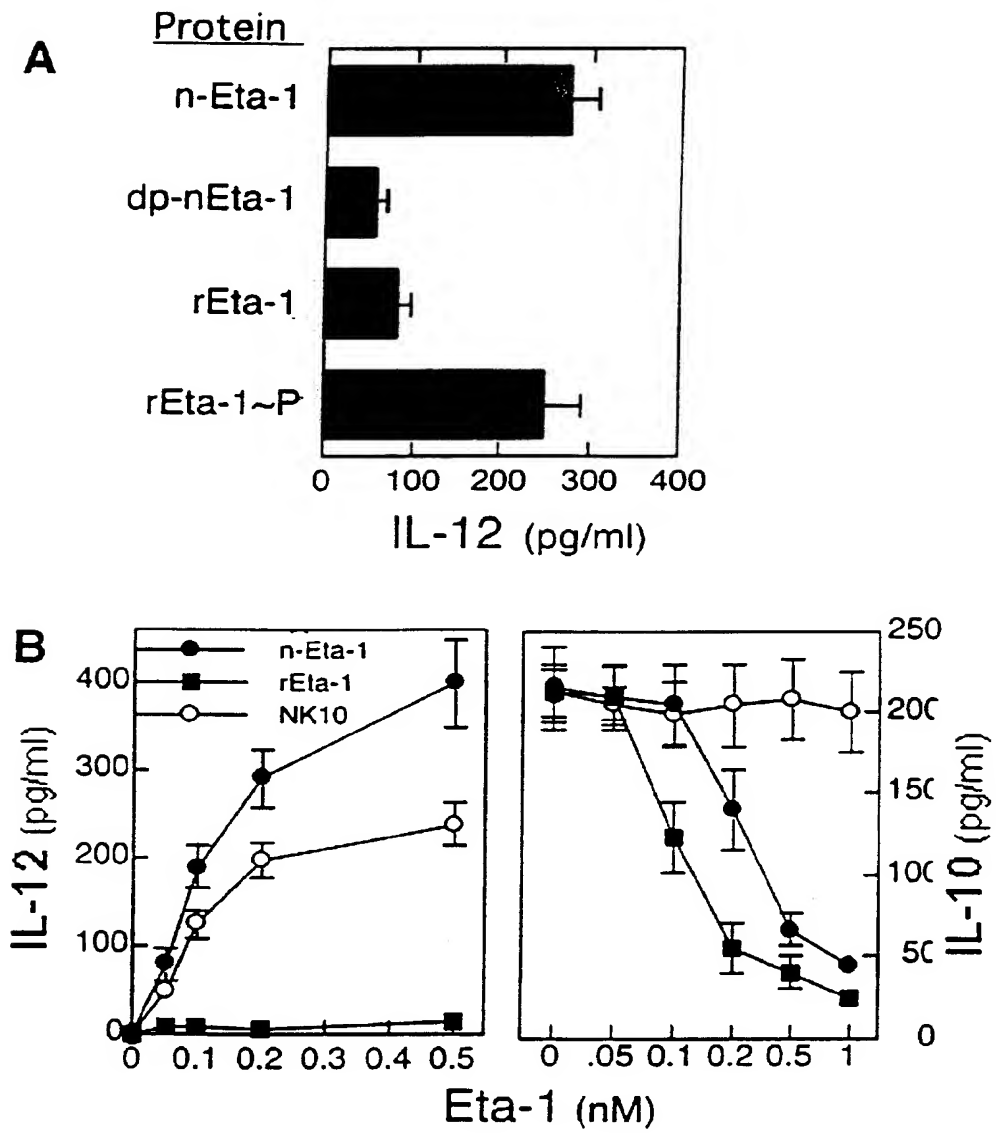 A
Protein
n-Eta-1
dp-nEta-1
rEta-1
rEta-1~P
0 100 200 300 400
IL-12 (pg/ml)
B
n-Eta-1
rEta-1
NK10
400
300
200
100
0
IL-12 (pg/ml)
0 0.1 0.2 0.3 0.4 0.5
250
200
150
100
50
0
IL-10 (pg/ml)
0 .05 0.1 0.2 0.5 1
Eta-1 (nM)